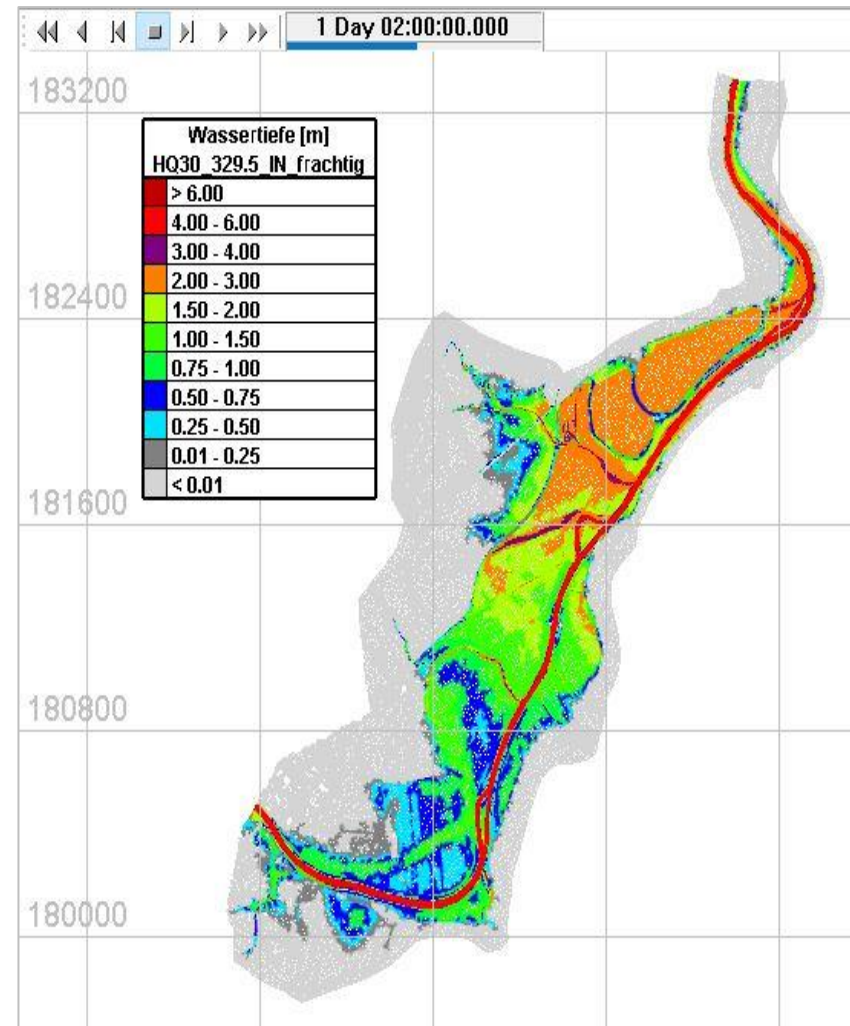 1 Day 02:00:00.000
183200
Wassertiefe [m]
HQ30_329.5_IN_frachtig
> 6.00
4.00 - 6.00
3.00 - 4.00
2.00 - 3.00
182400
1.50 - 2.00
1.00 - 1.50
0.75 - 1.00
0.50 - 0.75
0.25 - 0.50
0.01 - 0.25
< 0.01
181600
180800
180000